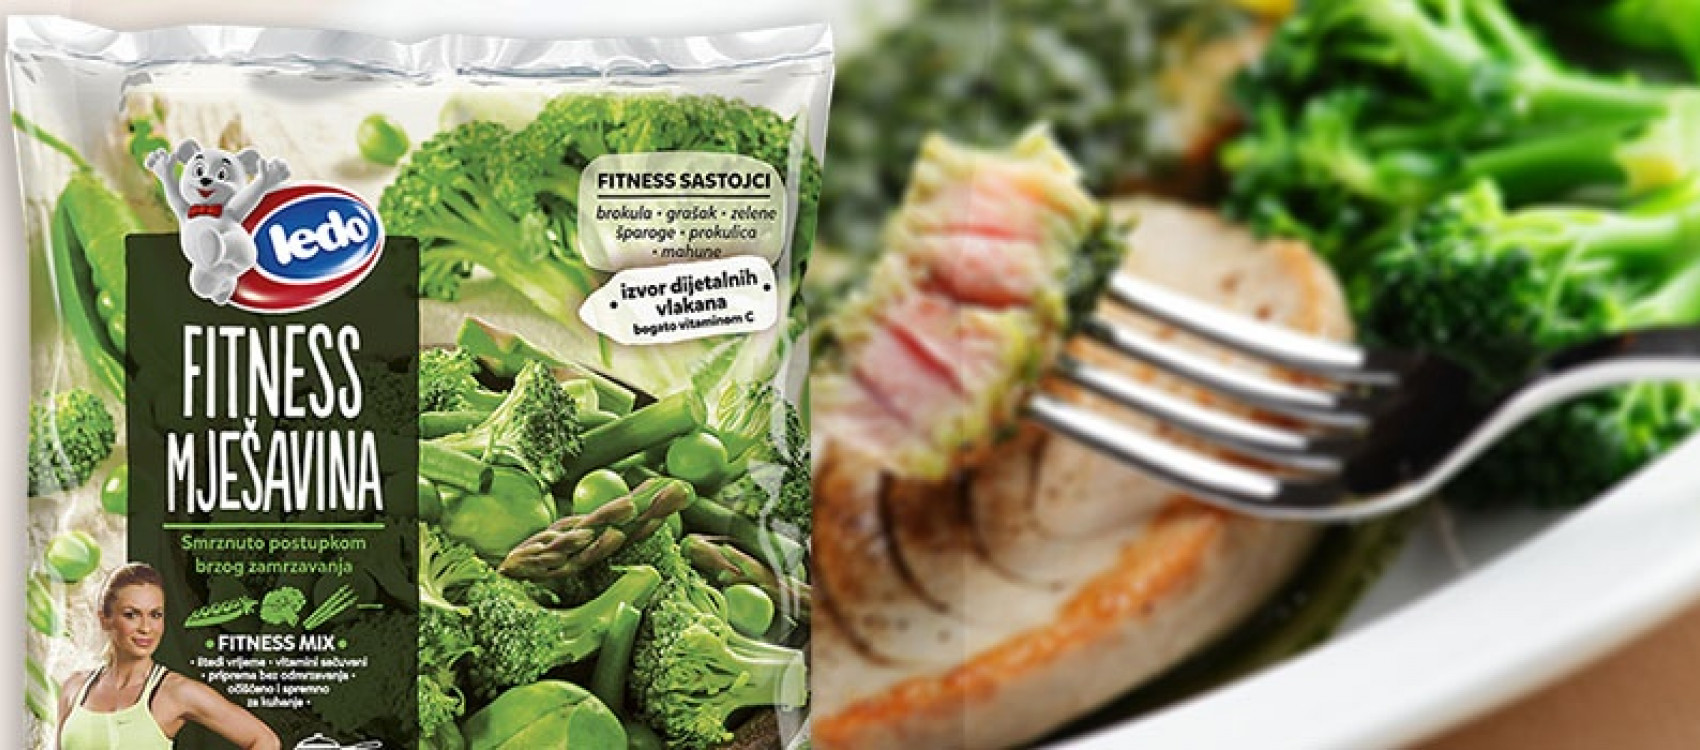 ledo
FITNESS
MJEŠAVINA
Smrznuto postupkom
brzog zamrzavanja
• FITNESS MIX •
• štedi vrijeme • vitamini sačuvani
• priprema bez odmrzavanja •
očišćeno i spremno
za kuhanje •
FITNESS SASTOJCI
brokula • grašak • zelene
šparoge • prokulica
• mahune
• izvor dijetalnih •
vlakana
bogato vitaminom C